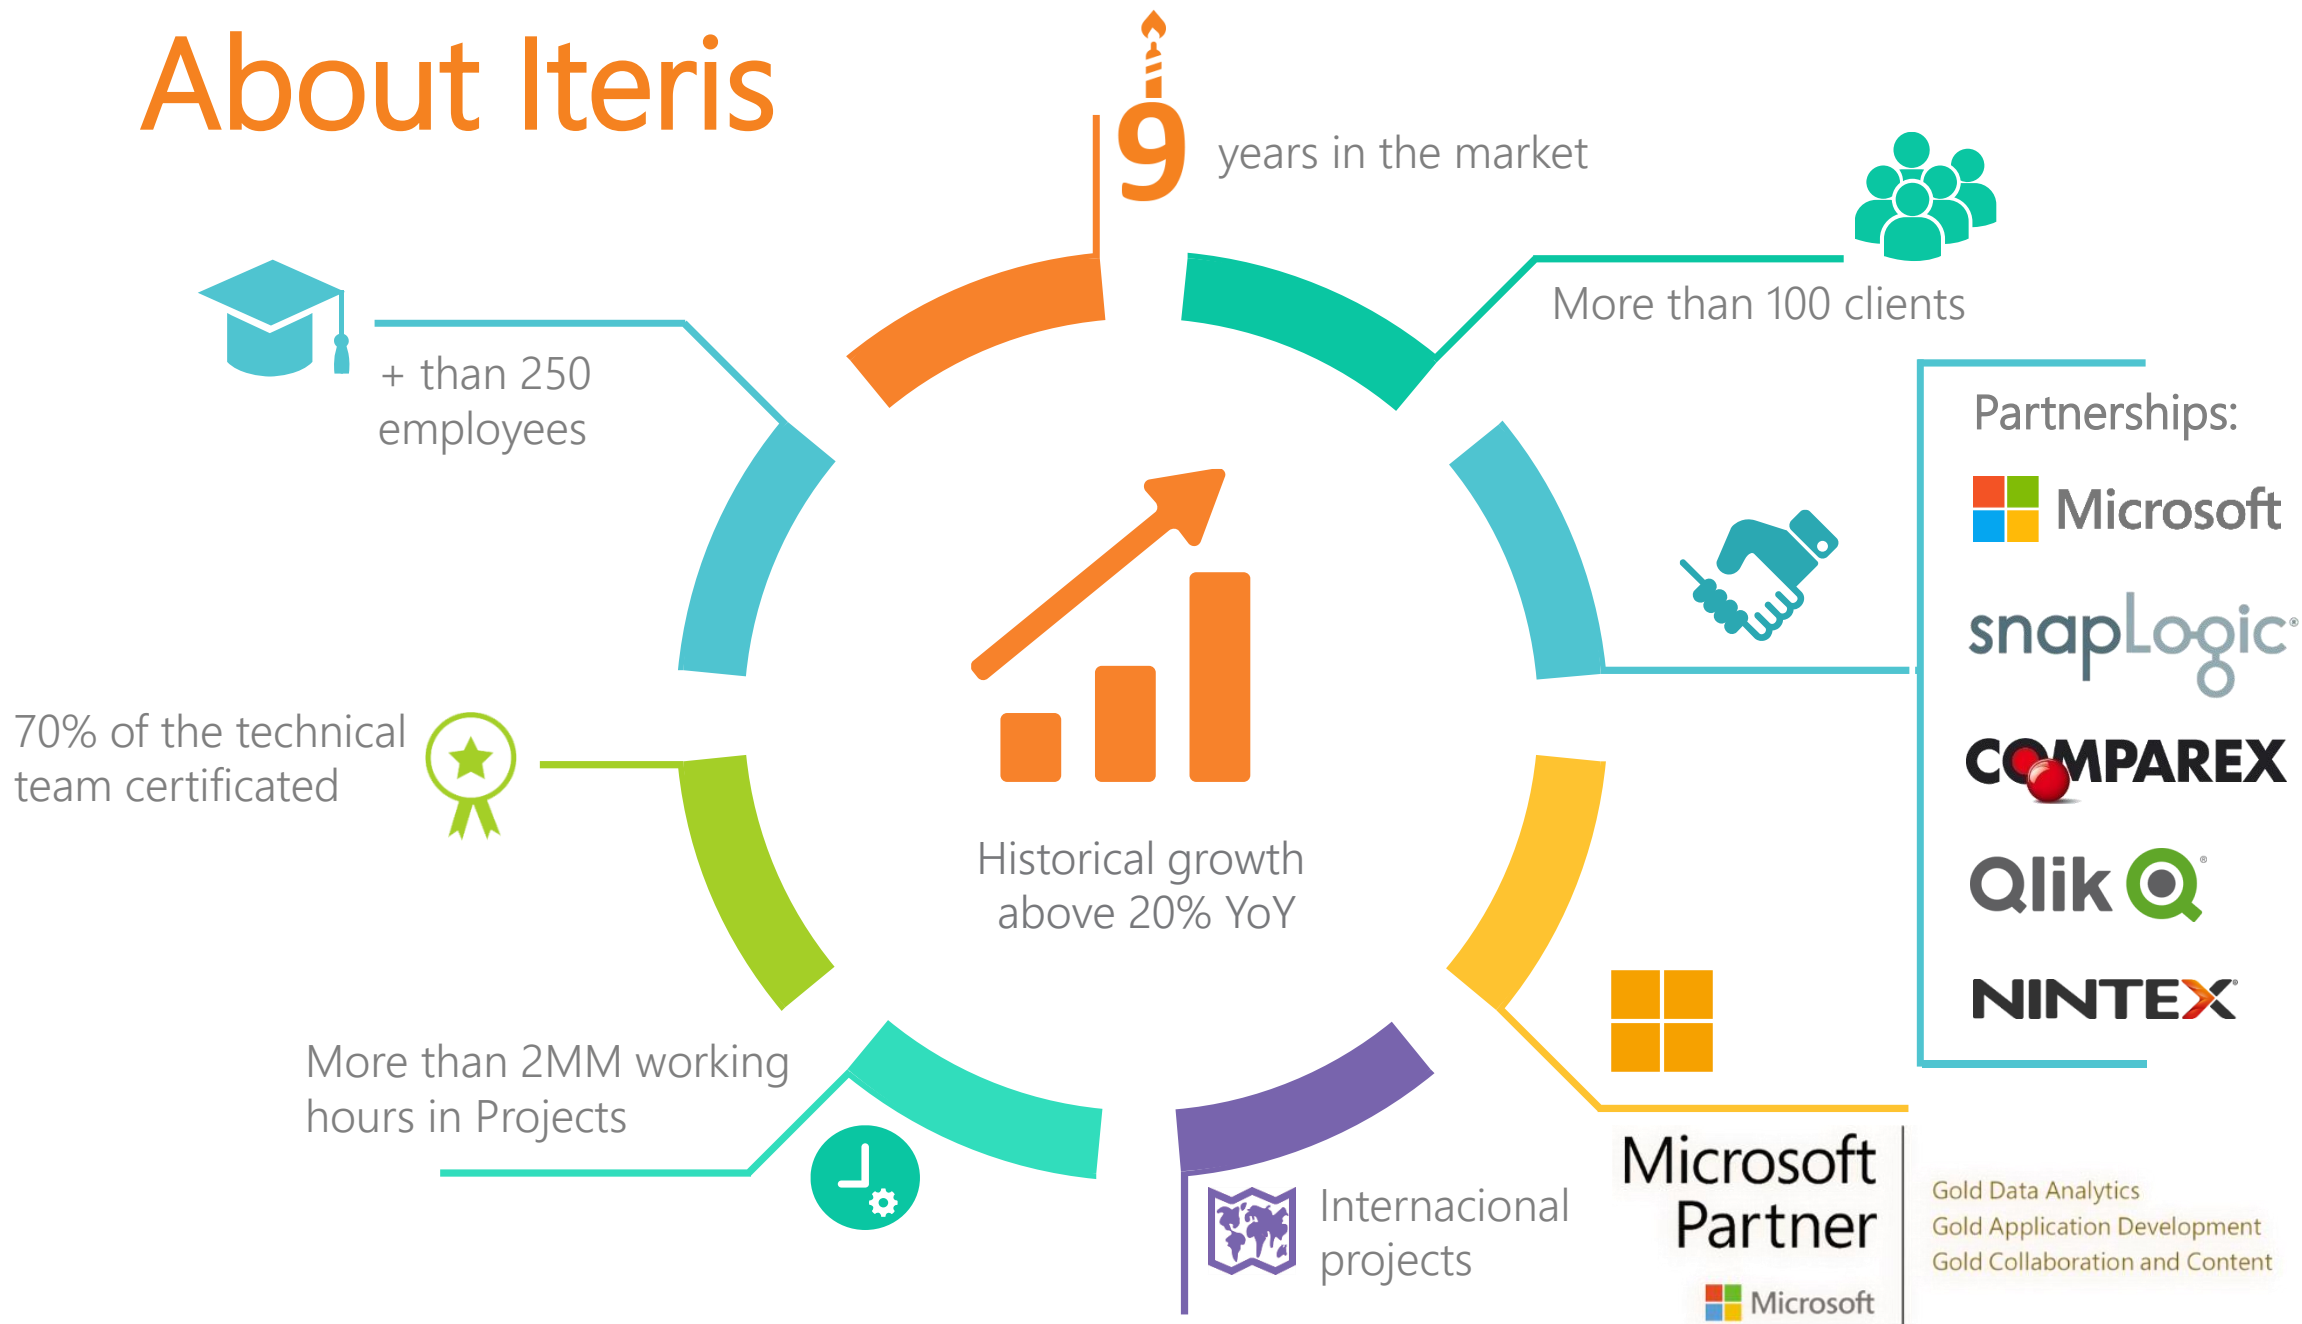 About Iteris
9
years in the market
More than 100 clients
+ than 250
employees
Partnerships:
Microsoft
snapLogic®
COMPAREX
Qlik Q®
NINTEX®
70% of the technical
team certificated
Historical growth
above 20% YoY
More than 2MM working
hours in Projects
Internacional
projects
Microsoft
Partner
Microsoft
Gold Data Analytics
Gold Application Development
Gold Collaboration and Content